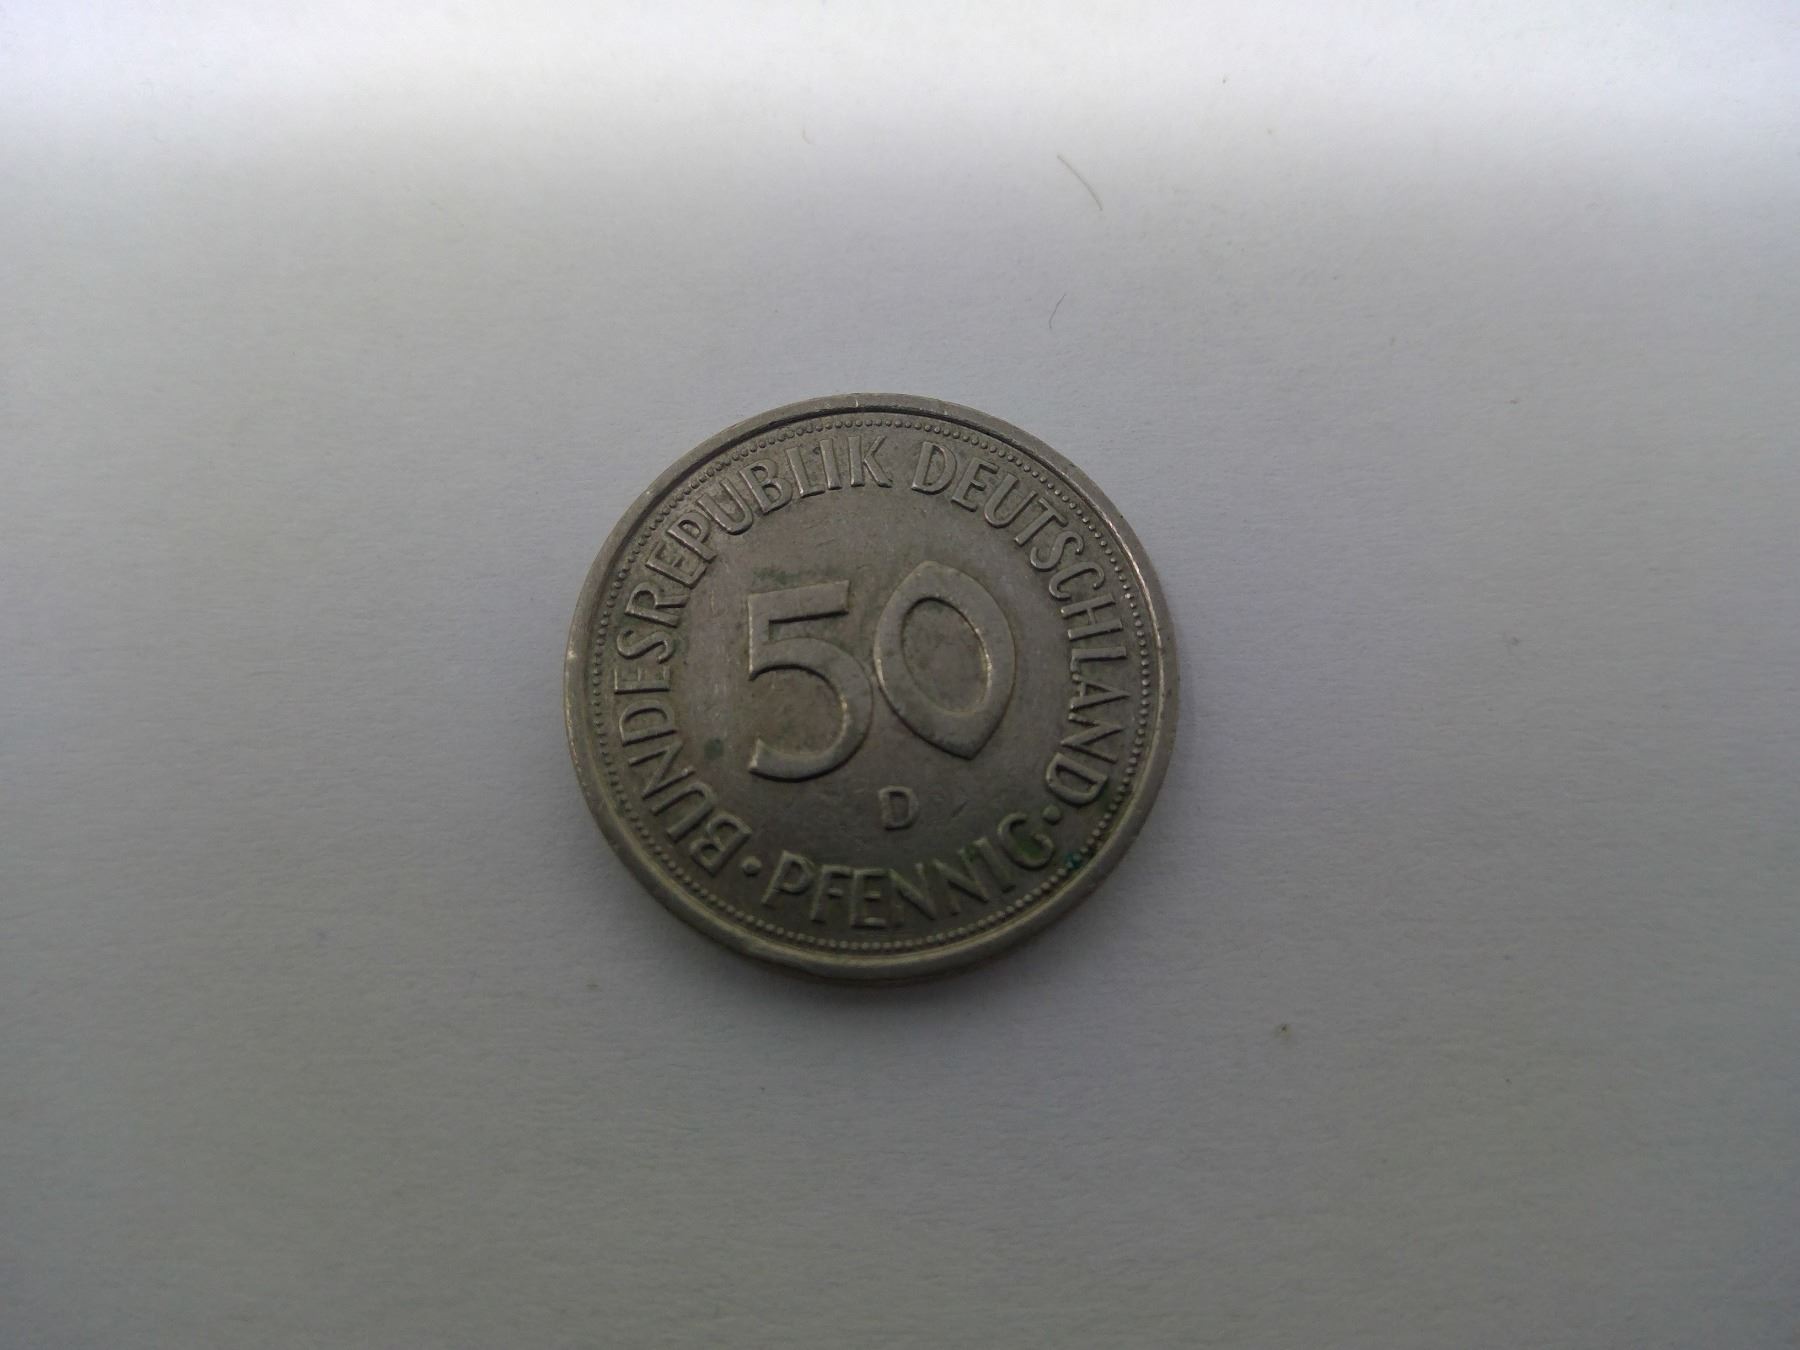 BUNDESREPUBLIK DEUTSCHLAND
50
D
• PFENNIG •